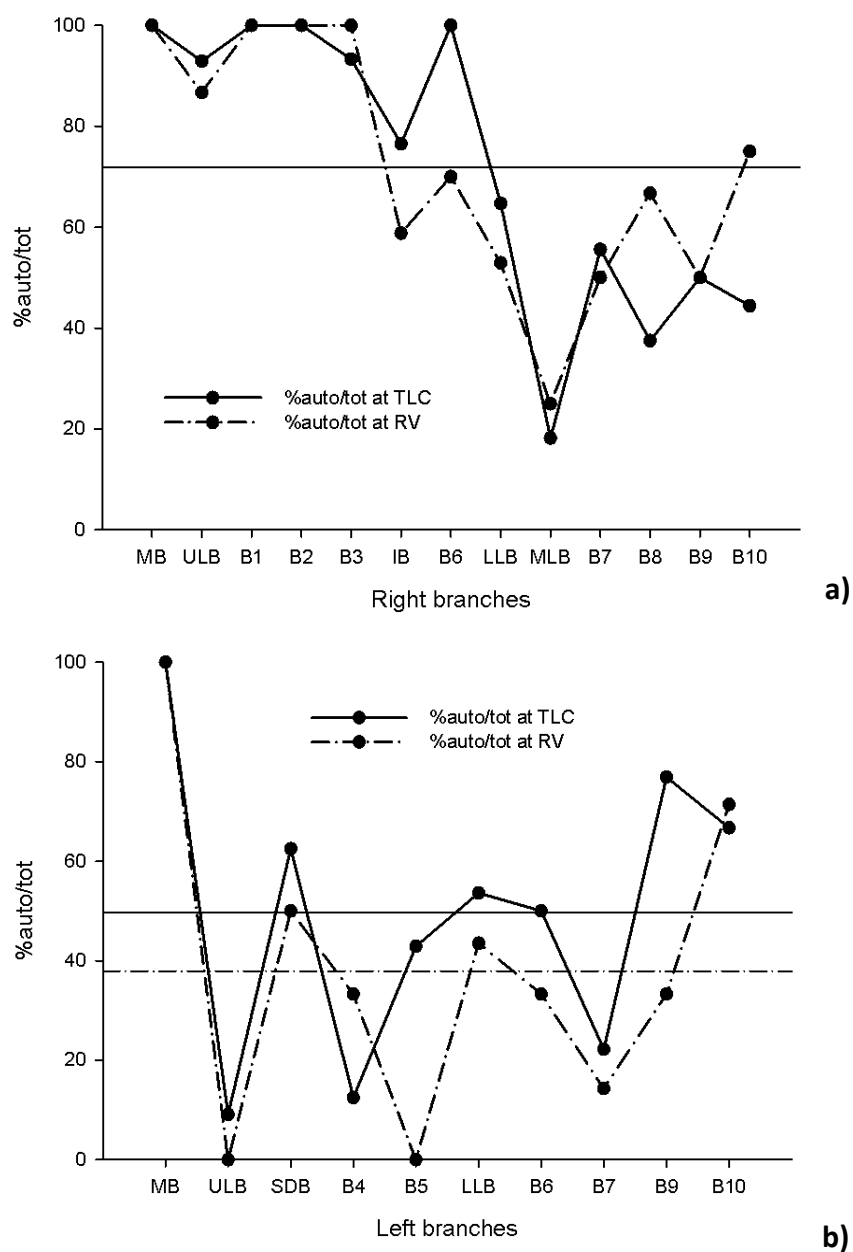 100
80
60
40
20
0
%auto/tot
%auto/tot at TLC
%auto/tot at RV
MB ULB B1 B2 B3 IB B6 LLB MLB B7 B8 B9 B10
Right branches
a)
100
80
60
40
20
0
%auto/tot
%auto/tot at TLC
%auto/tot at RV
MB ULB SDB B4 B5 LLB B6 B7 B9 B10
Left branches
b)